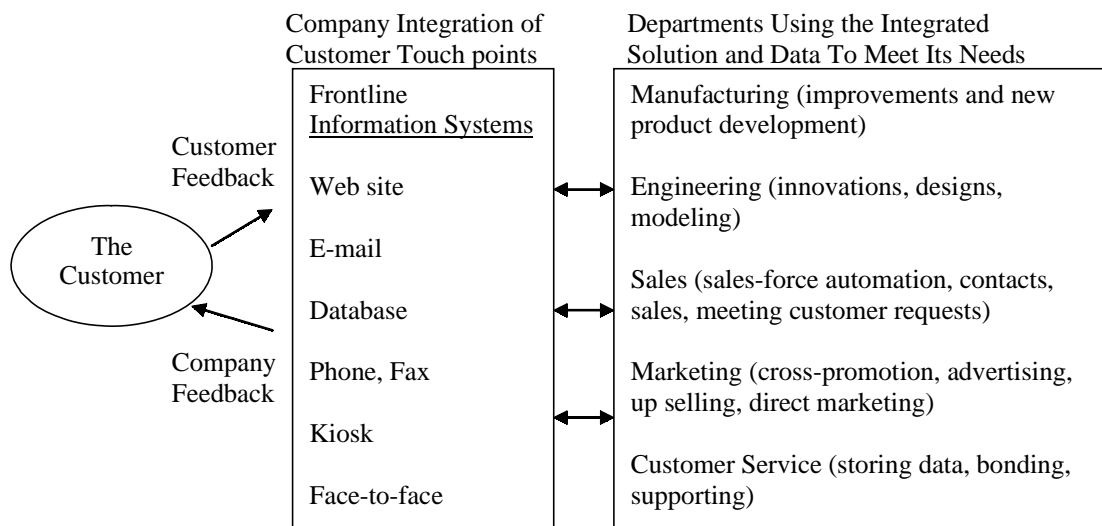 Company Integration of
Customer Touch points
Departments Using the Integrated
Solution and Data To Meet Its Needs
Customer
Feedback
The
Customer
Company
Feedback
Frontline
Information Systems
Web site
E-mail
Database
Phone, Fax
Kiosk
Face-to-face
Manufacturing (improvements and new
product development)
Engineering (innovations, designs,
modeling)
Sales (sales-force automation, contacts,
sales, meeting customer requests)
Marketing (cross-promotion, advertising,
up selling, direct marketing)
Customer Service (storing data, bonding,
supporting)